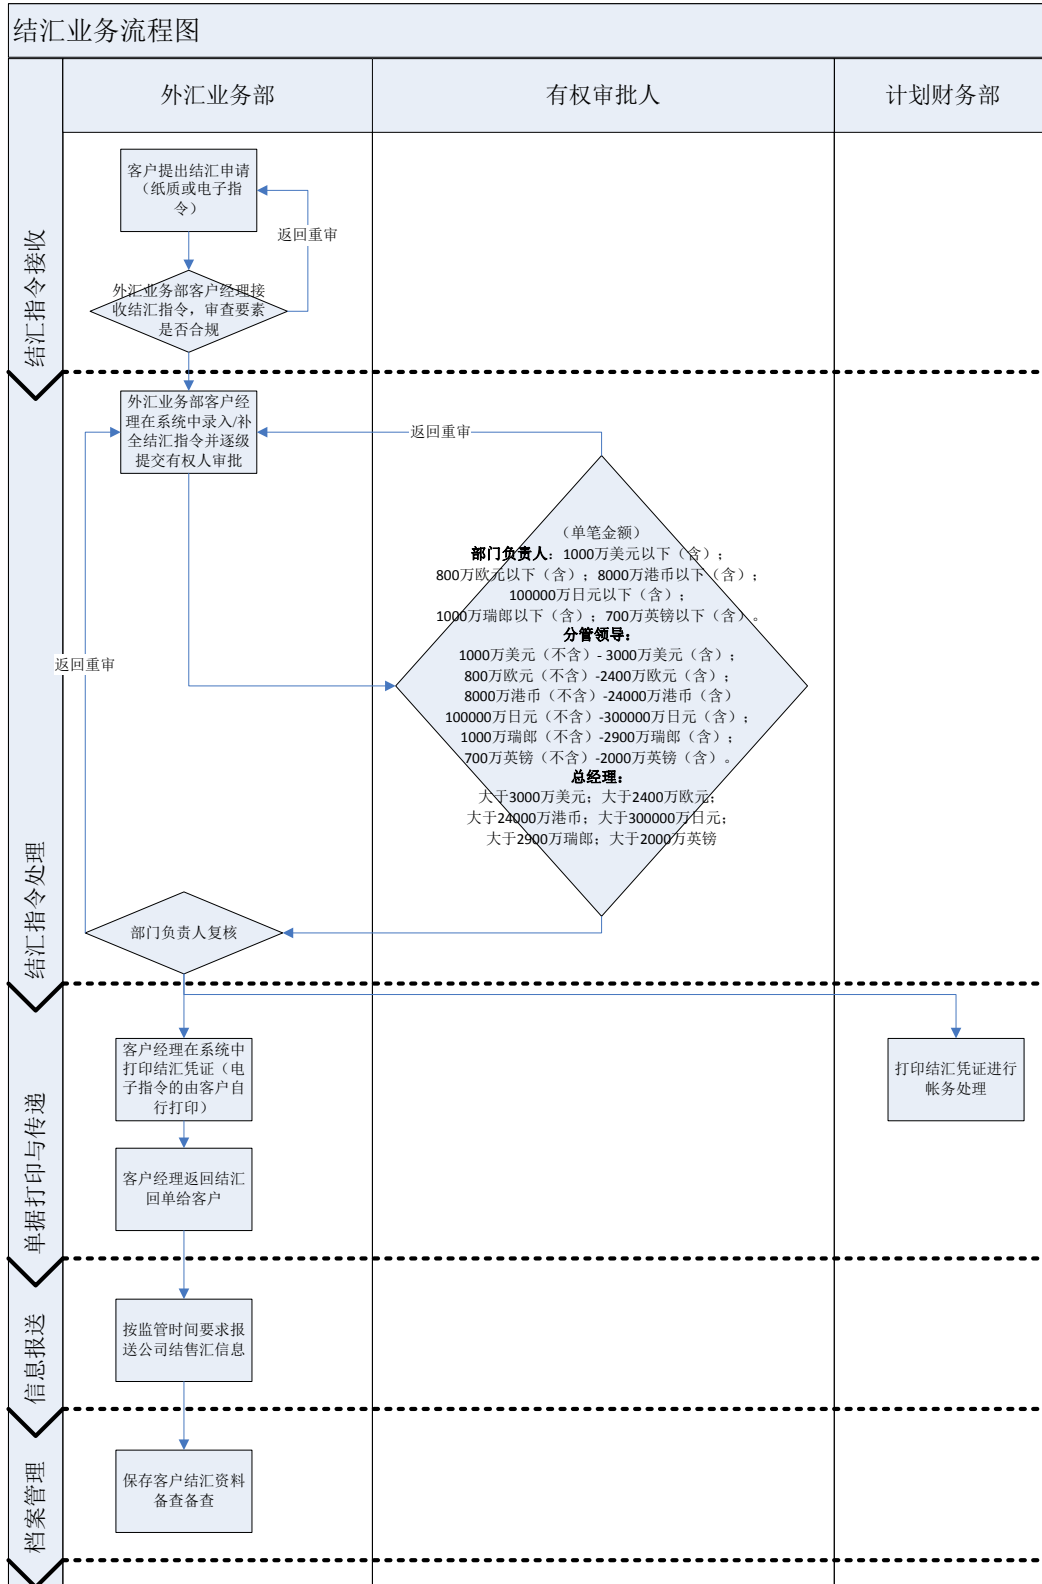 结汇业务流程图
外汇业务部
有权审批人
计划财务部
结汇指令接收
客户提出结汇申请
（纸质或电子指
令）
返回重审
外汇业务部客户经理接
收结汇指令，审查要素
是否合规
结汇指令处理
外汇业务部客户经
理在系统中录入/补
全结汇指令并逐级
提交有权人审批
返回重审
返回重审
（单笔金额）
部门负责人：1000万美元以下（含）；
800万欧元以下（含）；8000万港币以下（含）；
100000万日元以下（含）；
1000万瑞郎以下（含）；700万英镑以下（含）。
分管领导：
1000万美元（不含）- 3000万美元（含）；
800万欧元（不含）-2400万欧元（含）；
8000万港币（不含）-24000万港币（含）
100000万日元（不含）-300000万日元（含）；
1000万瑞郎（不含）-2900万瑞郎（含）；
700万英镑（不含）-2000万英镑（含）。
总经理：
大于3000万美元；大于2400万欧元；
大于24000万港币；大于300000万日元；
大于2900万瑞郎；大于2000万英镑
部门负责人复核
单据打印与传递
客户经理在系统中
打印结汇凭证（电
子指令的由客户自
行打印）
打印结汇凭证进行
帐务处理
客户经理返回结汇
回单给客户
信息报送
按监管时间要求报
送公司结售汇信息
档案管理
保存客户结汇资料
备查备查